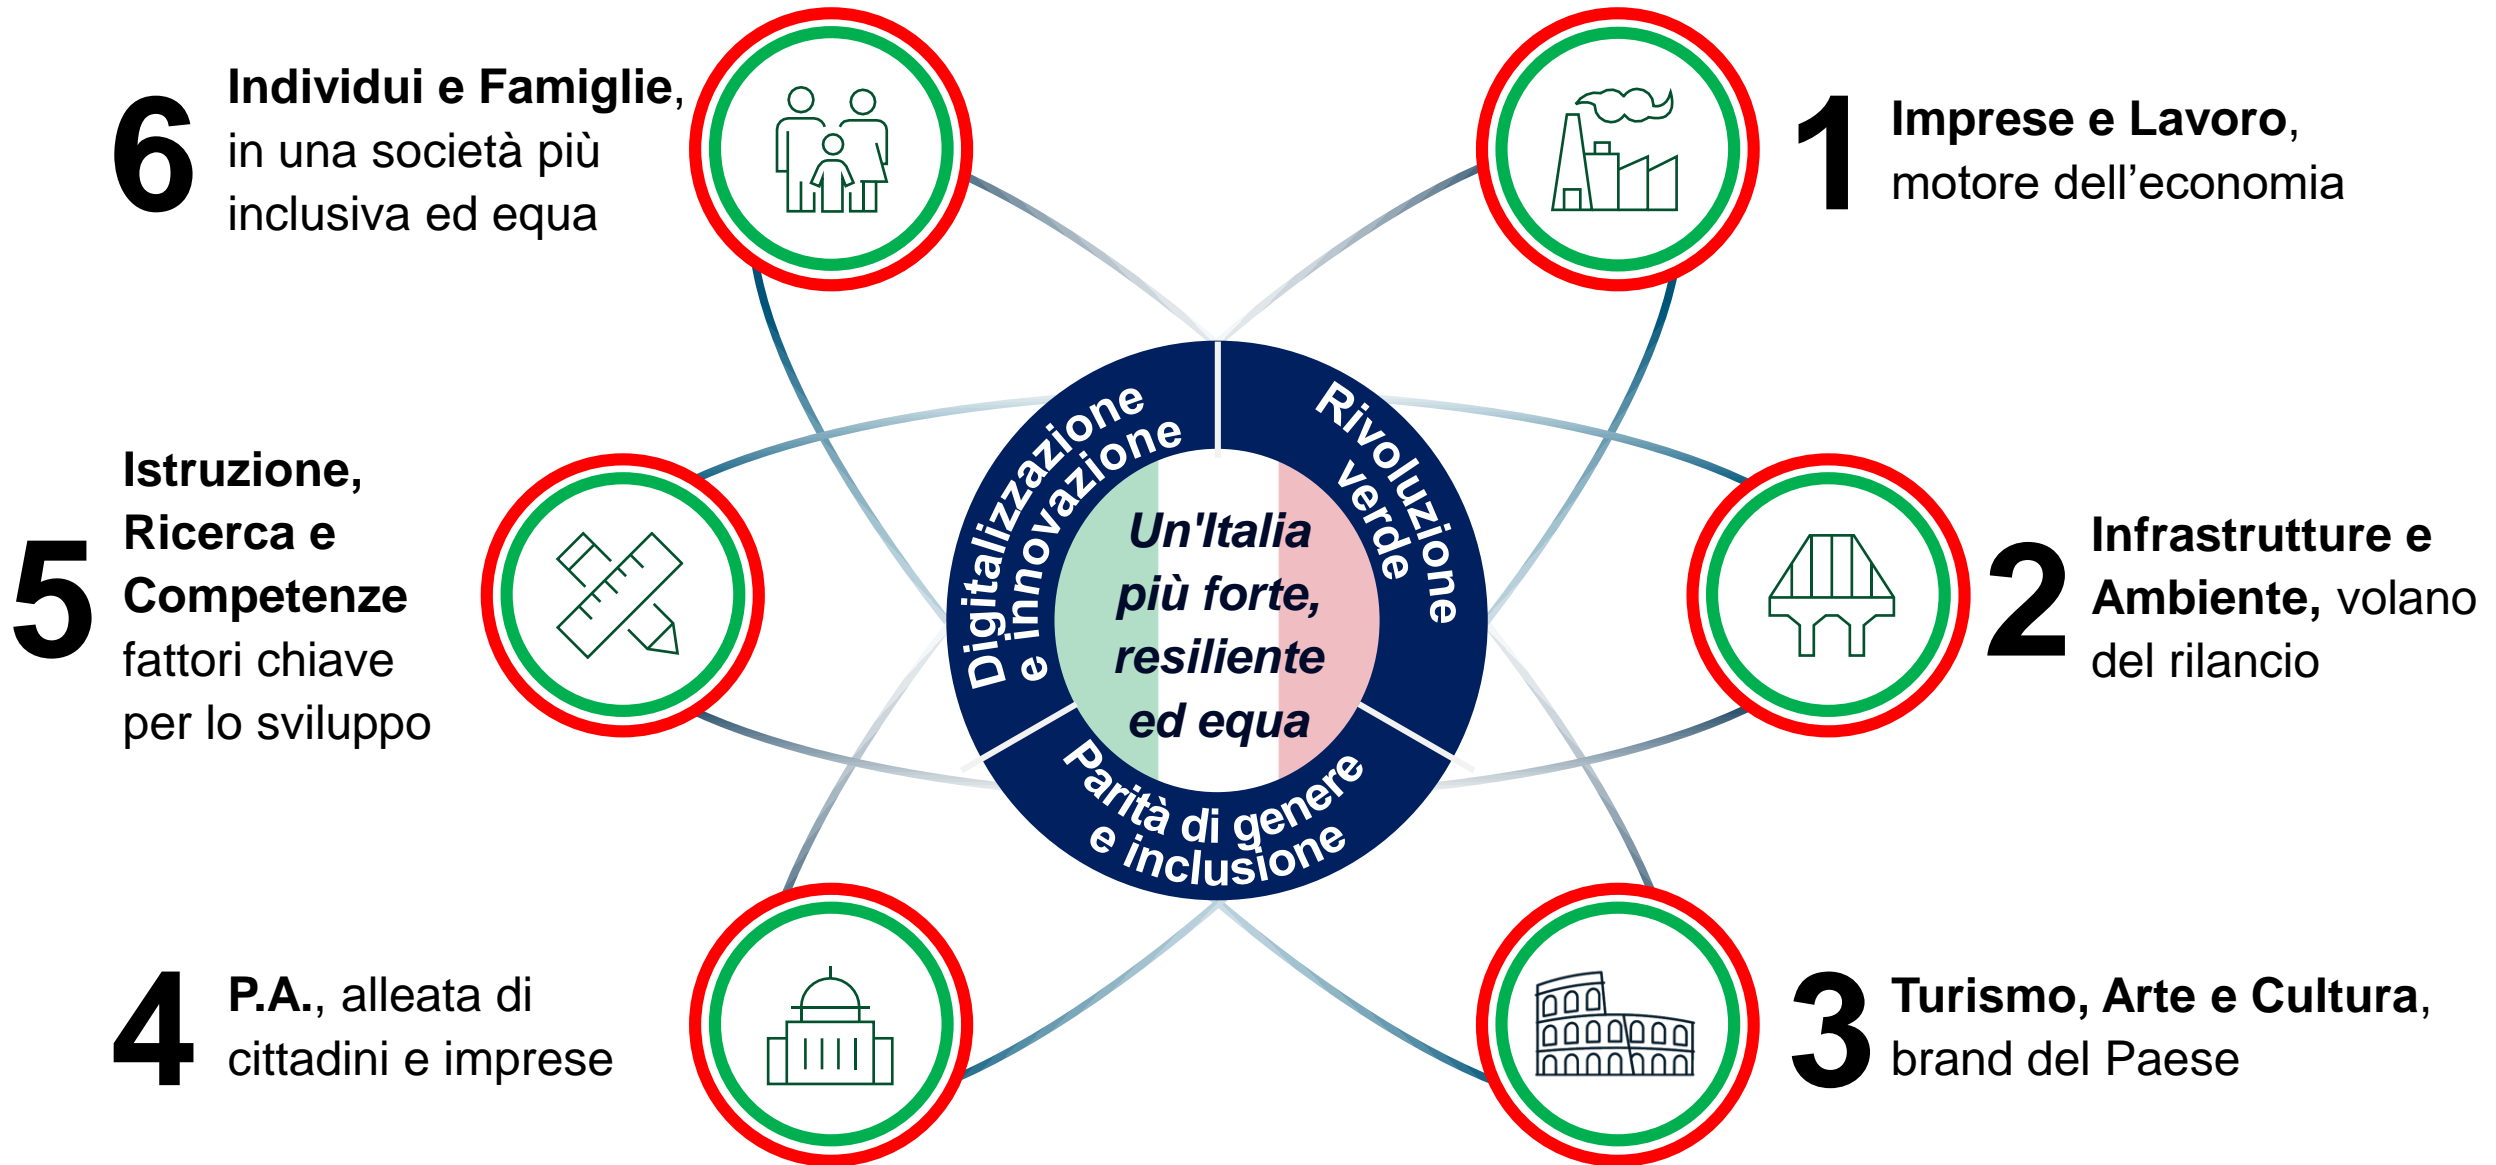 6
Individui e Famiglie,
in una società più
inclusiva ed equa
1
Imprese e Lavoro,
motore dell’economia
5
Istruzione,
Ricerca e
Competenze
fattori chiave
per lo sviluppo
Digitalizzazione
e innovazione
Rivoluzione
verde
Un'Italia
più forte,
resiliente
ed equa
Parità di genere
e inclusione
2
Infrastrutture e
Ambiente, volano
del rilancio
4
P.A., alleata di
cittadini e imprese
3
Turismo, Arte e Cultura,
brand del Paese